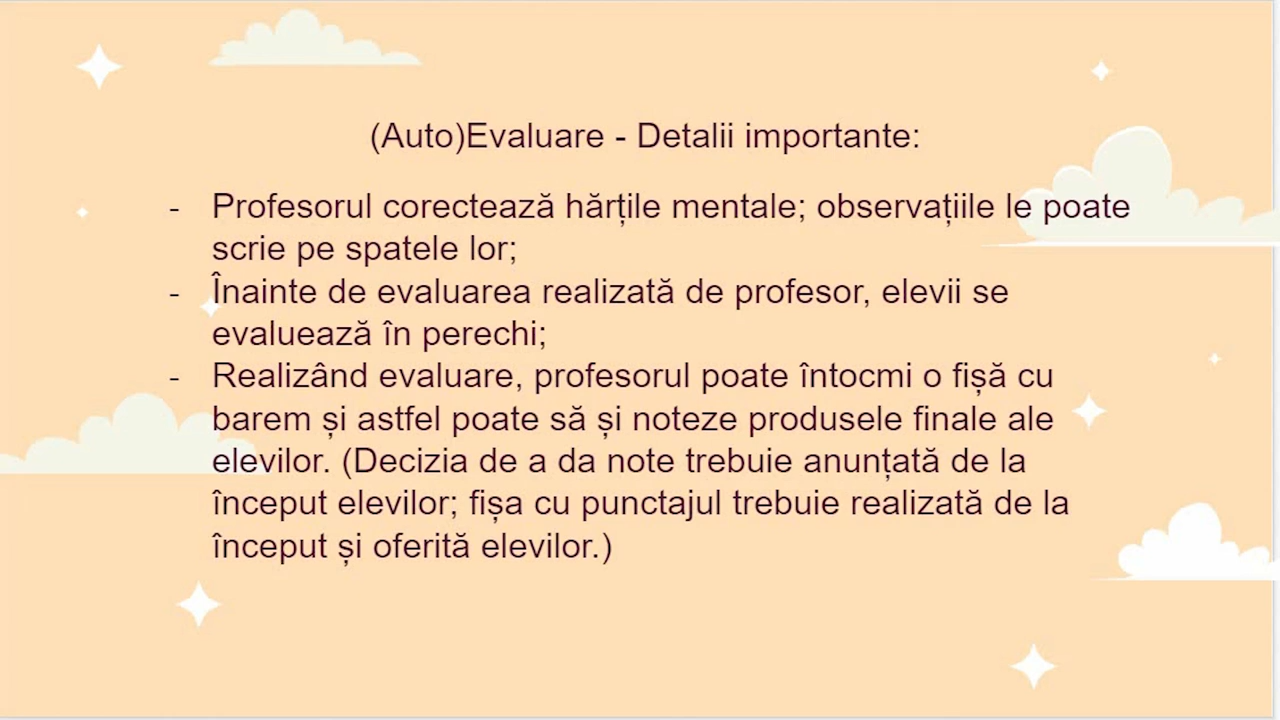 (Auto)Evaluare - Detalii importante:
- Profesorul corectează hărțile mentale; observațiile le poate
scrie pe spatele lor;
- Înainte de evaluarea realizată de profesor, elevii se
evaluează în perechi;
- Realizând evaluare, profesorul poate întocmi o fișă cu
barem și astfel poate să și noteze produsele finale ale
elevilor. (Decizia de a da note trebuie anunțată de la
început elevilor; fișa cu punctajul trebuie realizată de la
început și oferită elevilor.)